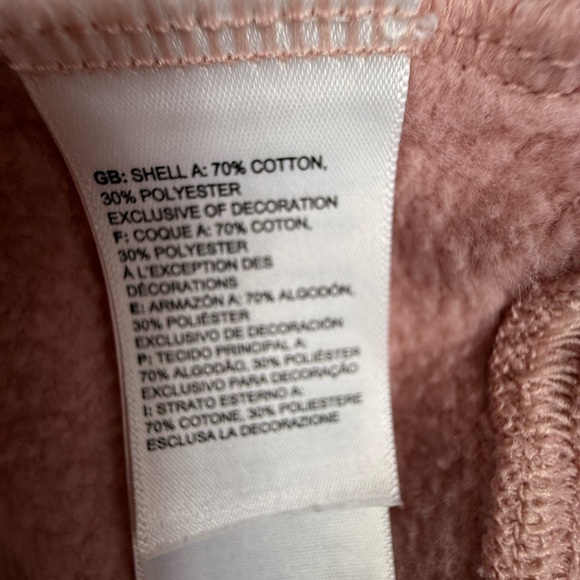 GB: SHELL A: 70% COTTON,
30% POLYESTER
EXCLUSIVE OF DECORATION
F: COQUE A: 70% COTON,
30% POLYESTER
À L'EXCEPTION DES
DÉCORATIONS
E: ARMAZÓN A: 70% ALGODÓN,
30% POLIÉSTER
EXCLUSIVO DE DECORACIÓN
P: TECIDO PRINCIPAL A:
70% ALGODÃO, 30% POLIÉSTER
EXCLUSIVO PARA DECORAÇÃO
I: STRATO ESTERNO A:
70% COTONE, 30% POLIESTERE
ESCLUSA LA DECORAZIONE